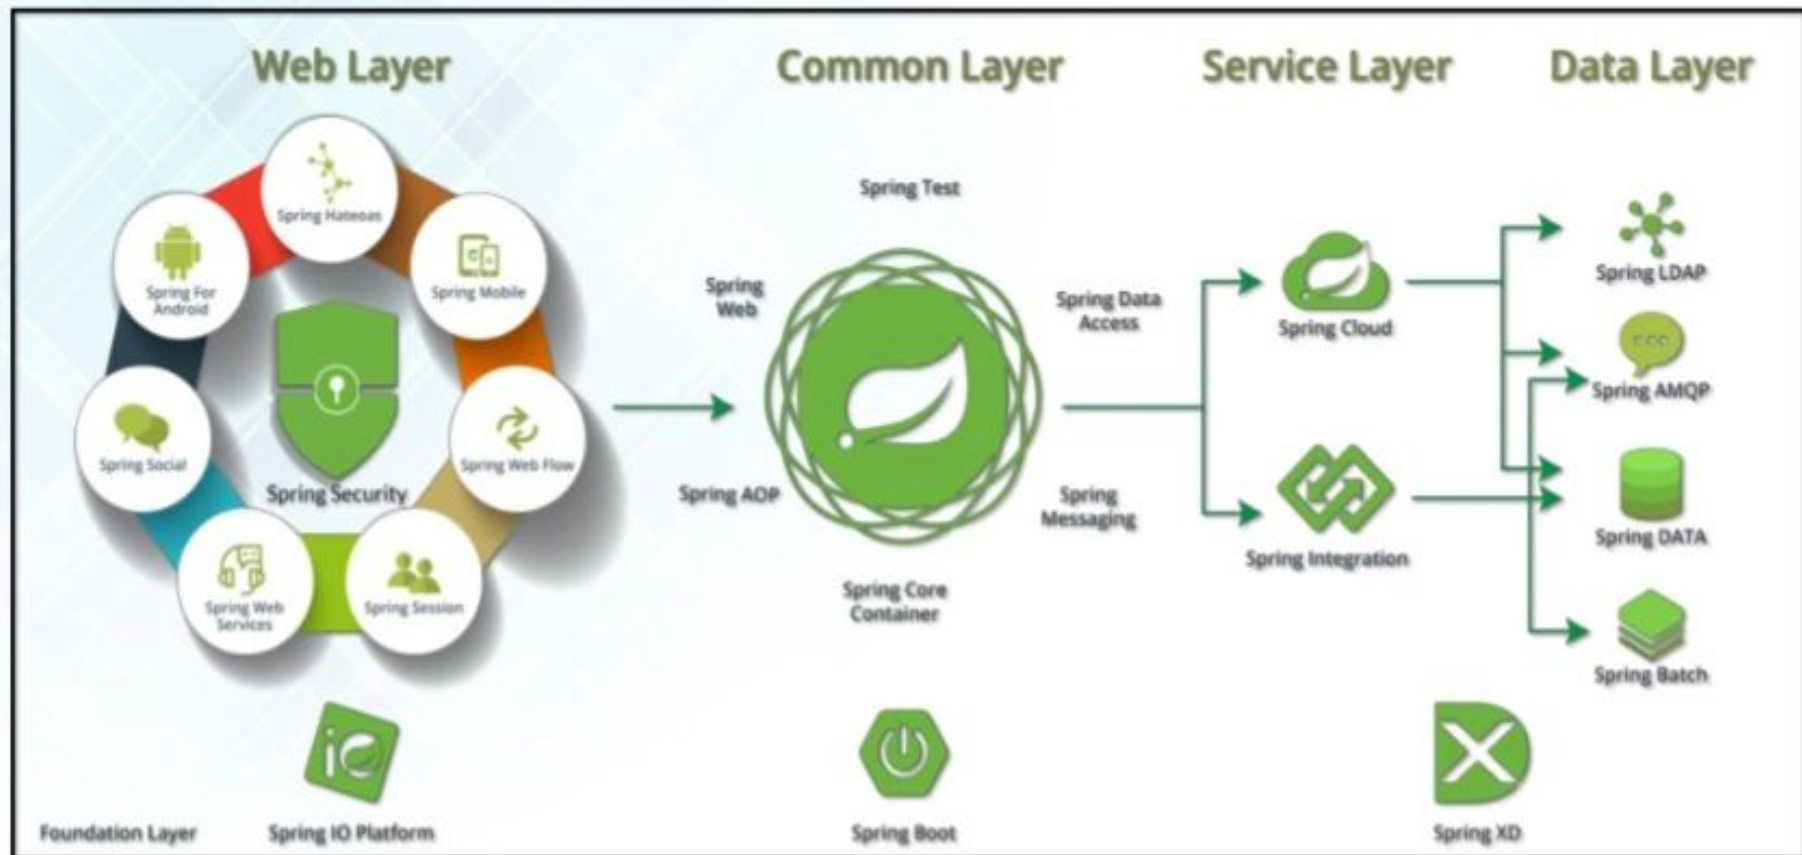 Web Layer
Common Layer
Service Layer
Data Layer
Spring Hateoas
Spring For
Android
Spring Mobile
Spring Social
Spring Web Flow
Spring Security
Spring Web
Services
Spring Session
Spring Test
Spring
Web
Spring Data
Access
Spring AOP
Spring
Messaging
Spring Core
Container
Spring Cloud
Spring Integration
Spring LDAP
Spring AMQP
Spring DATA
Spring Batch
io
X
Foundation Layer
Spring IO Platform
Spring Boot
Spring XD